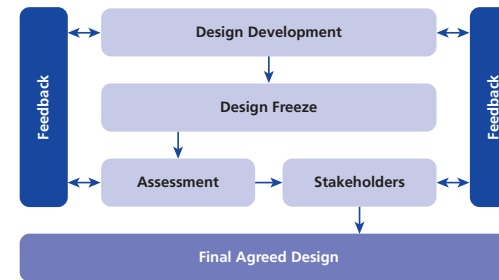 Design Development
Feedback
Feedback
Design Freeze
Assessment
Stakeholders
Final Agreed Design